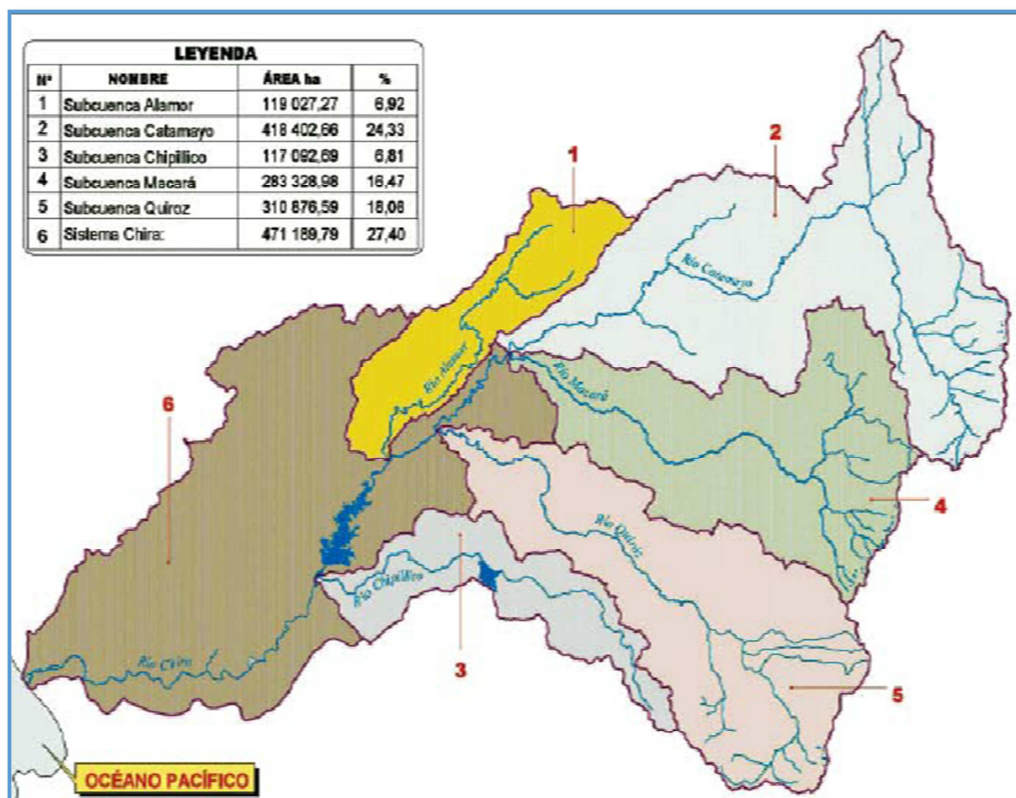 LEYENDA
Nº NOMBRE ÁREA ha %
1 Subcuenca Alamor 119 027,27 6,92
2 Subcuenca Catamayo 418 402,66 24,33
3 Subcuenca Chipillico 117 092,69 6,81
4 Subcuenca Macará 283 328,98 16,47
5 Subcuenca Quiroz 310 876,59 18,08
6 Sistema Chira: 471 189,79 27,40
1
2
Río Catamayo
Río Alamor
Río Macará
6
4
Río Quiroz
3
Río Chipillico
Río Chira
5
OCÉANO PACÍFICO